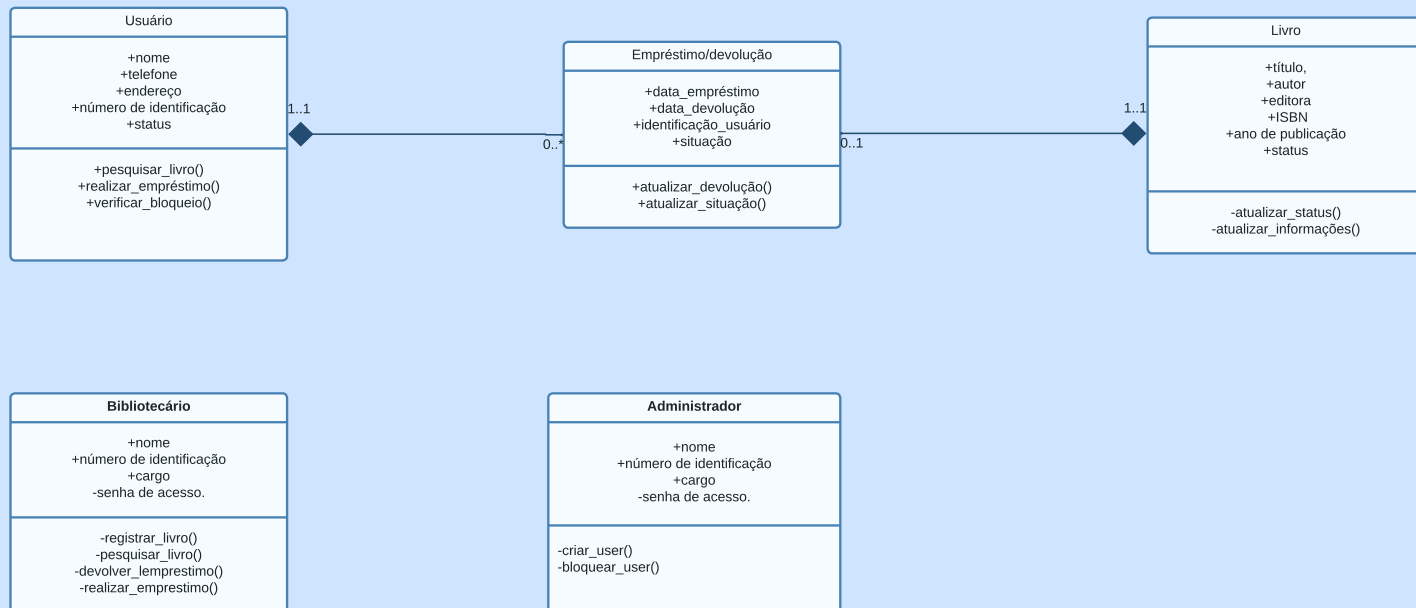 Usuário
+nome
+telefone
+endereço
+número de identificação
+status
+pesquisar_livro()
+realizar_empréstimo()
+verificar_bloqueio()
1..1
0..*
Empréstimo/devolução
+data_empréstimo
+data_devolução
+identificação_usuário
+situação
+atualizar_devolução()
+atualizar_situação()
0..1
1..1
Livro
+título,
+autor
+editora
+ISBN
+ano de publicação
+status
-atualizar_status()
-atualizar_informações()
Bibliotecário
+nome
+número de identificação
+cargo
-senha de acesso.
-registrar_livro()
-pesquisar_livro()
-devolver_lemprestimo()
-realizar_emprestimo()
Administrador
+nome
+número de identificação
+cargo
-senha de acesso.
-criar_user()
-bloquear_user()